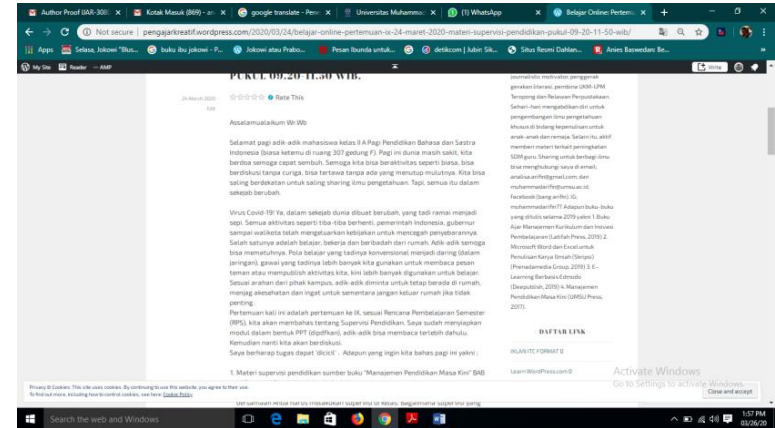 Author Proof IJAR-3081
Kotak Masuk (869) - ar
google translate - Pene
Universitas Muhamma
(1) WhatsApp
Belajar Online: Pertemu
Not secure | pengajarkreatif.wordpress.com/2020/03/24/belajar-online-pertemuan-ix-24-maret-2020-materi-supervisi-pendidikan-pukul-09-20-11-50-wib/
Apps
Selasa, Jokowi "Blus...
buku ibu jokowi - P...
Jokowi atau Prabo...
Pesan Ibunda untuk...
detikcom | Jubin Sik...
Situs Resmi Dahlan...
Anies Baswedan: Be...
My Site
Reader
— AMP
Write
PUKUL 09.20-11.50 WIB.
24 March 2020
Edit
Rate This
Assalamualaikum Wr.Wb
Selamat pagi adik-adik mahasiswa kelas II A Pagi Pendidikan Bahasa dan Sastra
Indonesia (biasa ketemu di ruang 307 gedung F). Pagi ini dunia masih sakit, kita
berdoa semoga cepat sembuh. Semoga kita bisa beraktivitas seperti biasa, bisa
berdiskusi tanpa curiga, bisa tertawa tanpa ada yang menutup mulutnya. Kita bisa
saling berdekatan untuk saling sharing ilmu pengetahuan. Tapi, semua itu dalam
sekejab berubah.
Virus Covid-19! Ya, dalam sekejab dunia dibuat berubah, yang tadi ramai menjadi
sepi. Semua aktivitas seperti tiba-tiba berhenti. pemerintah Indonesia, gubernur
sampai walikota telah mengeluarkan kebijakan untuk mencegah penyebarannya.
Salah satunya adalah belajar, bekerja dan beribadah dari rumah. Adik-adik semoga
bisa mematuhnya. Pola belajar yang tadinya konvensional menjadi daring (dalam
jaringan), gawai yang tadinya lebih banyak kita gunakan untuk membaca pesan
teman atau mempublish aktivitas kita, kini lebih banyak digunakan untuk belajar.
Sesuai arahan dari pihak kampus, adik-adik diminta untuk tetap berada di rumah,
menjag akesehatan dan ingat untuk sementara jangan keluar rumah jika tidak
penting.
Pertemuan kali ini adalah pertemuan ke IX, sesuai Rencana Pembelajaran Semester
(RPS), kita akan membahas tentang Supervisi Pendidikan. Saya sudah menyiapkan
modul dalam bentuk PPT (dipdfkan), adik-adik bisa membaca terlebih dahulu.
Kemudian nanti kita akan berdiskusi.
Saya berharap tugas dapat 'dicicil' . Adapun yang ingin kita bahas pagi ini yakni ;
1. Materi supervisi pendidikan sumber buku "Manajemen Pendidikan Masa Kini" BAB
journalistic motivator, penggerak
gerakan literasi, pembina UKM-LPM
Teropong dan Relawan Perpustakaan.
Sehari-hari mengabdikan diri untuk
pengembangan ilmu pengetahuan
khusus di bidang kepenulisan untuk
anak-anak dan remaja. Selain itu, aktif
memberi materi terkait peningkatan
SDM guru. Sharing untuk berbagi ilmu
bisa menghubungi saya di email;
analisa.arifin@gmail.com; dan
muhammadarifin@umsu.ac.id,
facebook (bang arifin). IG;
muhammadarifin77 Adapun buku-buku
yang ditulis selama 2019 yakni 1. Buku
Ajar Manajemen Kurikulum dan Inovasi
Pembelajaran (Latifah Press, 2019) 2.
Microsoft Word dan Excel untuk
Penulisan Karya Ilmiah (Skripsi)
(Prenadamedia Group, 2019) 3. E-
Learning Berbasis Edmodo
(Deepublish, 2019) 4. Manajemen
Pendidikan Masa Kini (UMSU Press,
2017).
DAFTAR LINK
IKLAN ITC FORMAT 0
Learn WordPress.com 0
Activate Windows
Go to Settings to activate Windows.
Privacy & Cookies: This site uses cookies. By continuing to use this website, you agree to their use.
To find out more, including how to control cookies, see here: Cookie Policy
Close and accept
Search the web and Windows
1:57 PM
03/26/20